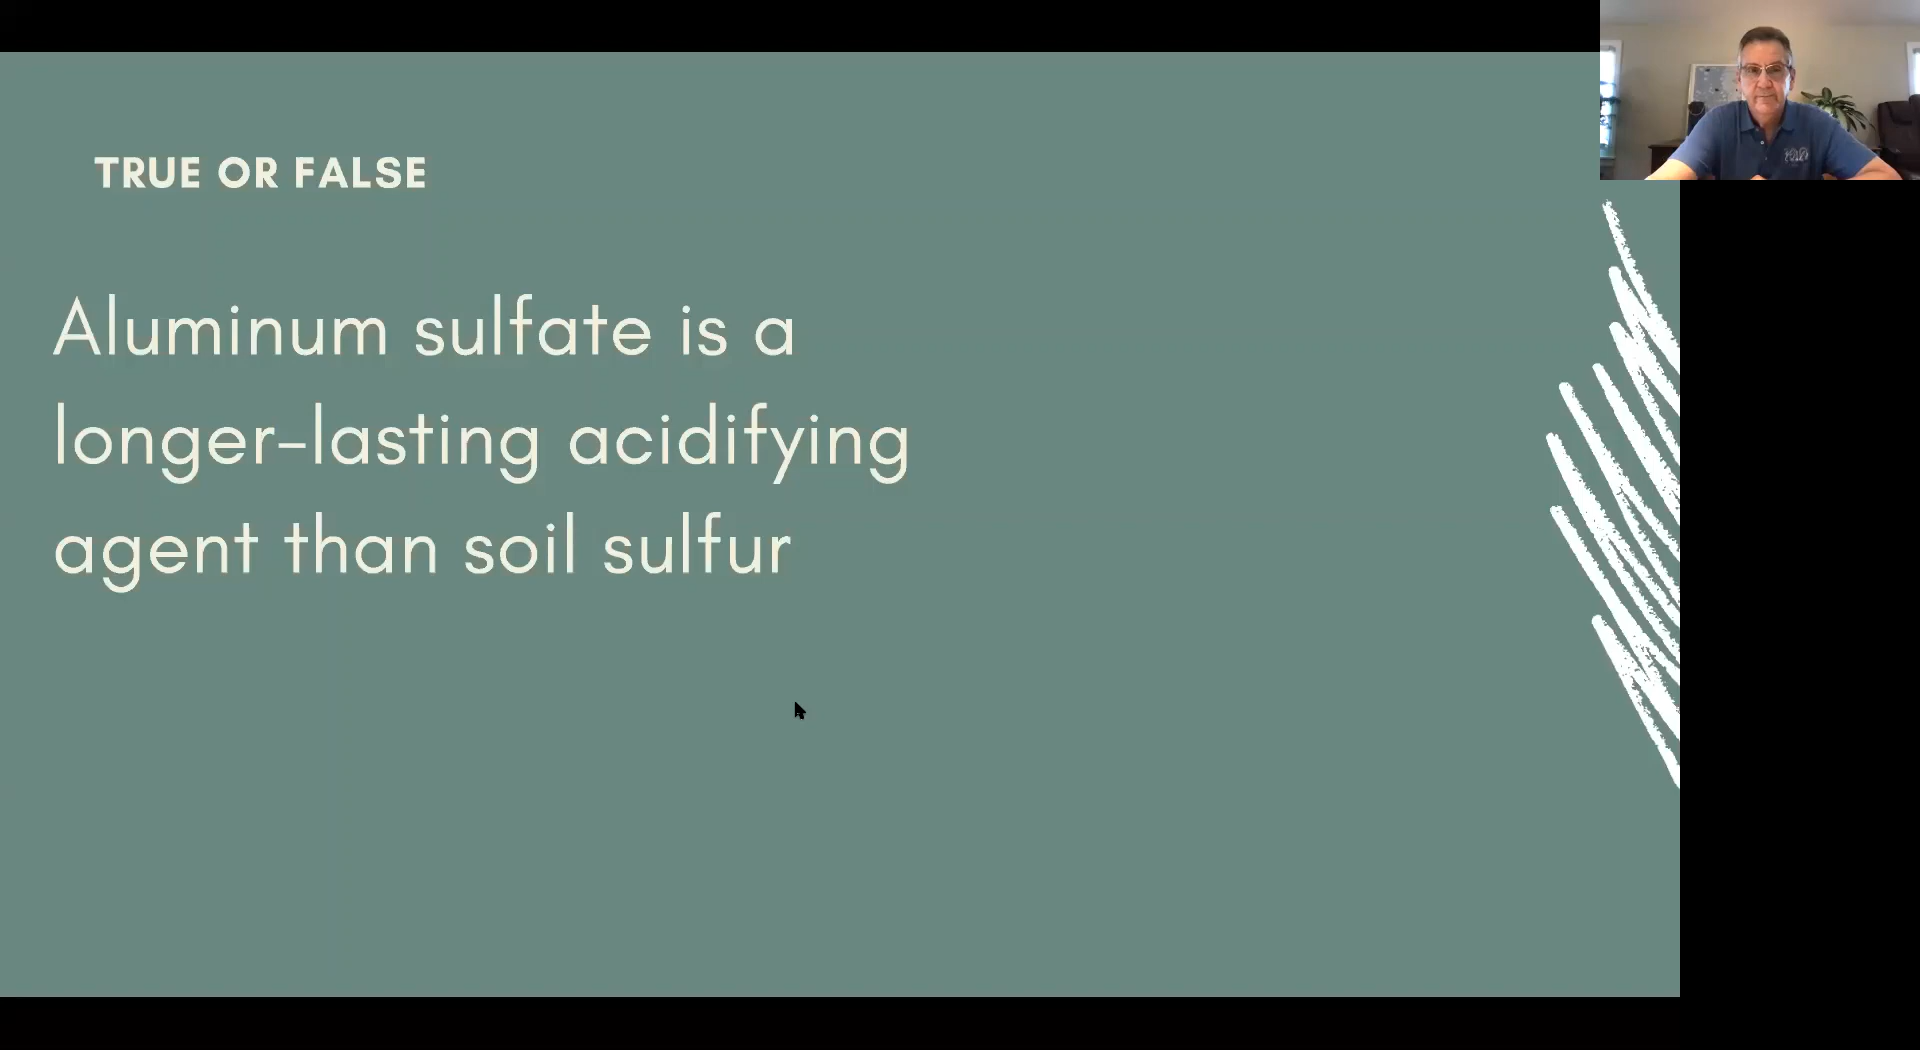 TRUE OR FALSE
Aluminum sulfate is a
longer-lasting acidifying
agent than soil sulfur